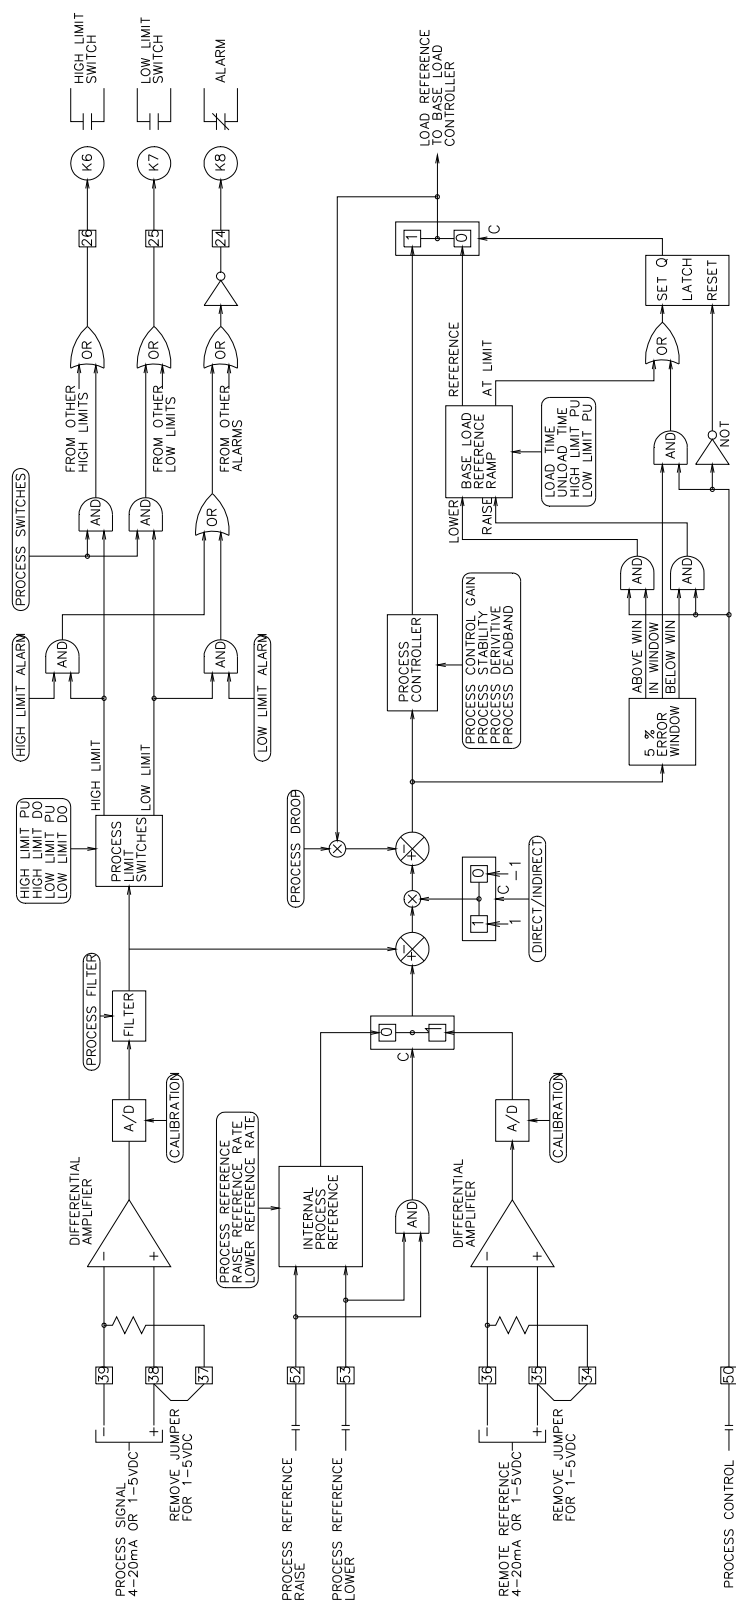 PROCESS SIGNAL
4-20mA OR 1-5VDC
REMOVE JUMPER
FOR 1-5VDC
-
+
39
38
37
DIFFERENTIAL
AMPLIFIER
-
+
A/D
CALIBRATION
PROCESS FILTER
FILTER
HIGH LIMIT PU
HIGH LIMIT DO
LOW LIMIT PU
LOW LIMIT DO
PROCESS
LIMIT
SWITCHES
HIGH LIMIT
LOW LIMIT
HIGH LIMIT ALARM
LOW LIMIT ALARM
AND
AND
PROCESS SWITCHES
AND
AND
OR
FROM OTHER
HIGH LIMITS
FROM OTHER
LOW LIMITS
FROM OTHER
ALARMS
OR
OR
OR
26
25
24
K6
K7
K8
HIGH LIMIT
SWITCH
LOW LIMIT
SWITCH
ALARM
PROCESS REFERENCE
RAISE
PROCESS REFERENCE
LOWER
52
53
PROCESS REFERENCE
RAISE REFERENCE RATE
LOWER REFERENCE RATE
INTERNAL
PROCESS
REFERENCE
AND
REMOTE REFERENCE
4-20mA OR 1-5VDC
REMOVE JUMPER
FOR 1-5VDC
-
+
36
35
34
DIFFERENTIAL
AMPLIFIER
-
+
A/D
CALIBRATION
0
1
C
+
-
1
0
C
1
-1
DIRECT/INDIRECT
PROCESS DROOP
+
-
PROCESS
CONTROLLER
PROCESS CONTROL GAIN
PROCESS STABILITY
PROCESS DERIVITIVE
PROCESS DEADBAND
5 %
ERROR
WINDOW
ABOVE WIN
IN WINDOW
BELOW WIN
AND
AND
LOWER
RAISE
BASE LOAD
REFERENCE
RAMP
LOAD TIME
UNLOAD TIME
HIGH LIMIT PU
LOW LIMIT PU
REFERENCE
AT LIMIT
AND
NOT
OR
SET Q
LATCH
RESET
1
0
C
LOAD REFERENCE
TO BASE LOAD
CONTROLLER
PROCESS CONTROL
50